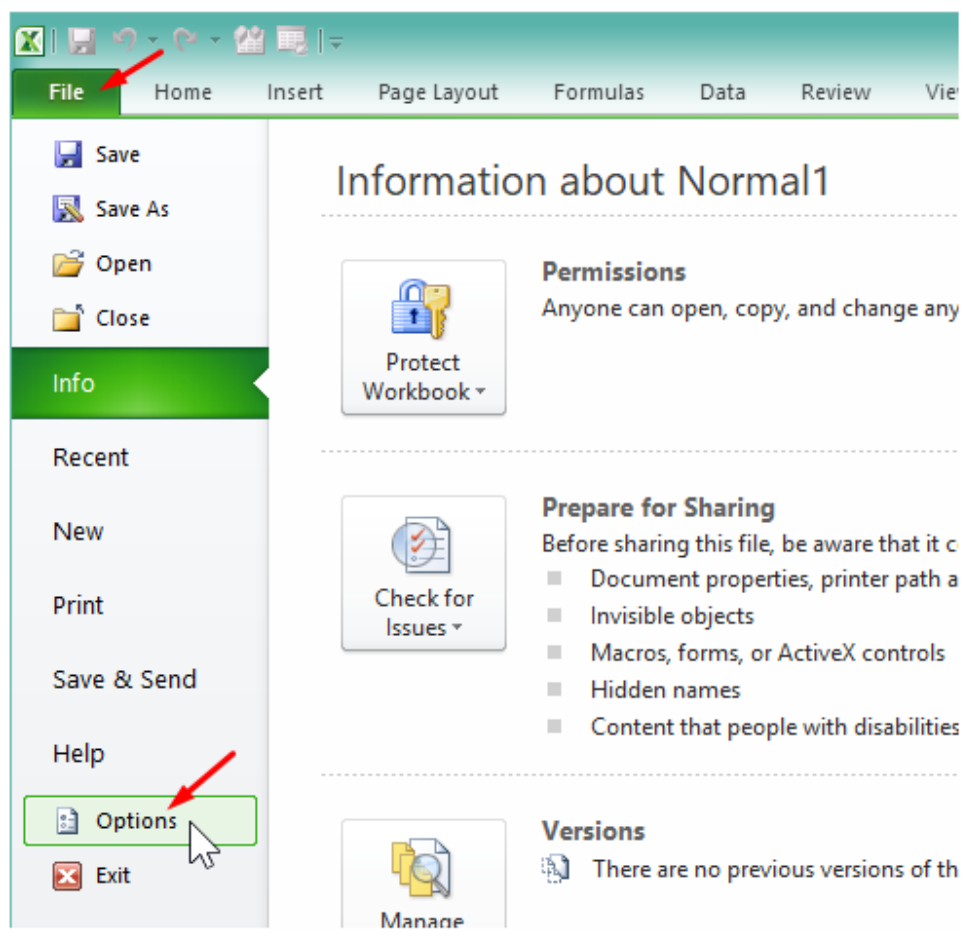 File Home Insert Page Layout Formulas Data Review Vie
Save
Save As
Open
Close
Info
Recent
New
Print
Save & Send
Help
Options
Exit
Information about Normal1
Protect
Workbook
Permissions
Anyone can open, copy, and change any
Check for
Issues
Prepare for Sharing
Before sharing this file, be aware that it c
Document properties, printer path a
Invisible objects
Macros, forms, or ActiveX controls
Hidden names
Content that people with disabilities
Manage
Versions
There are no previous versions of th